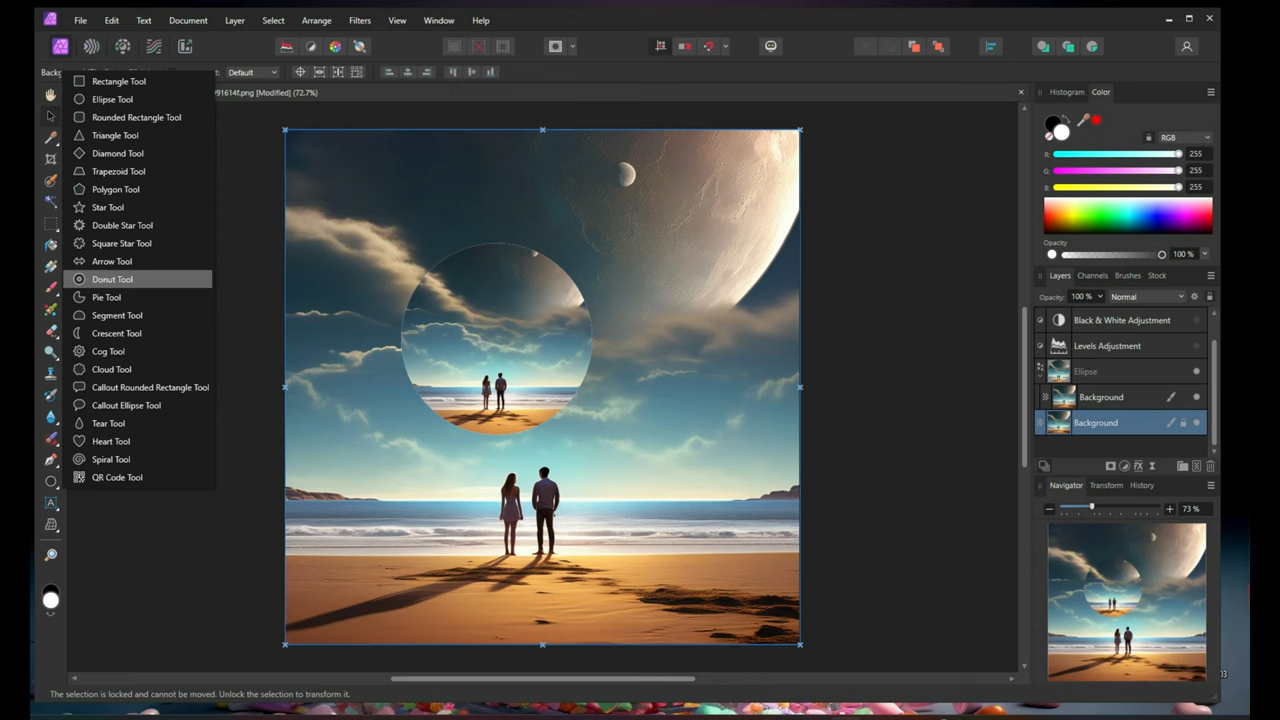 File Edit Text Document Layer Select Arrange Filters View Window Help
Default
91614f.png [Modified] (72.7%)
Rectangle Tool
Ellipse Tool
Rounded Rectangle Tool
Triangle Tool
Diamond Tool
Trapezoid Tool
Polygon Tool
Star Tool
Double Star Tool
Square Star Tool
Arrow Tool
Donut Tool
Pie Tool
Segment Tool
Crescent Tool
Cog Tool
Cloud Tool
Callout Rounded Rectangle Tool
Callout Ellipse Tool
Tear Tool
Heart Tool
Spiral Tool
QR Code Tool
Histogram Color
RGB
R: 255
G: 255
B: 255
Opacity
100 %
Layers Channels Brushes Stock
Opacity: 100 % Normal
Black & White Adjustment
Levels Adjustment
Ellipse
Background
Background
Navigator Transform History
73 %
The selection is locked and cannot be moved. Unlock the selection to transform it.